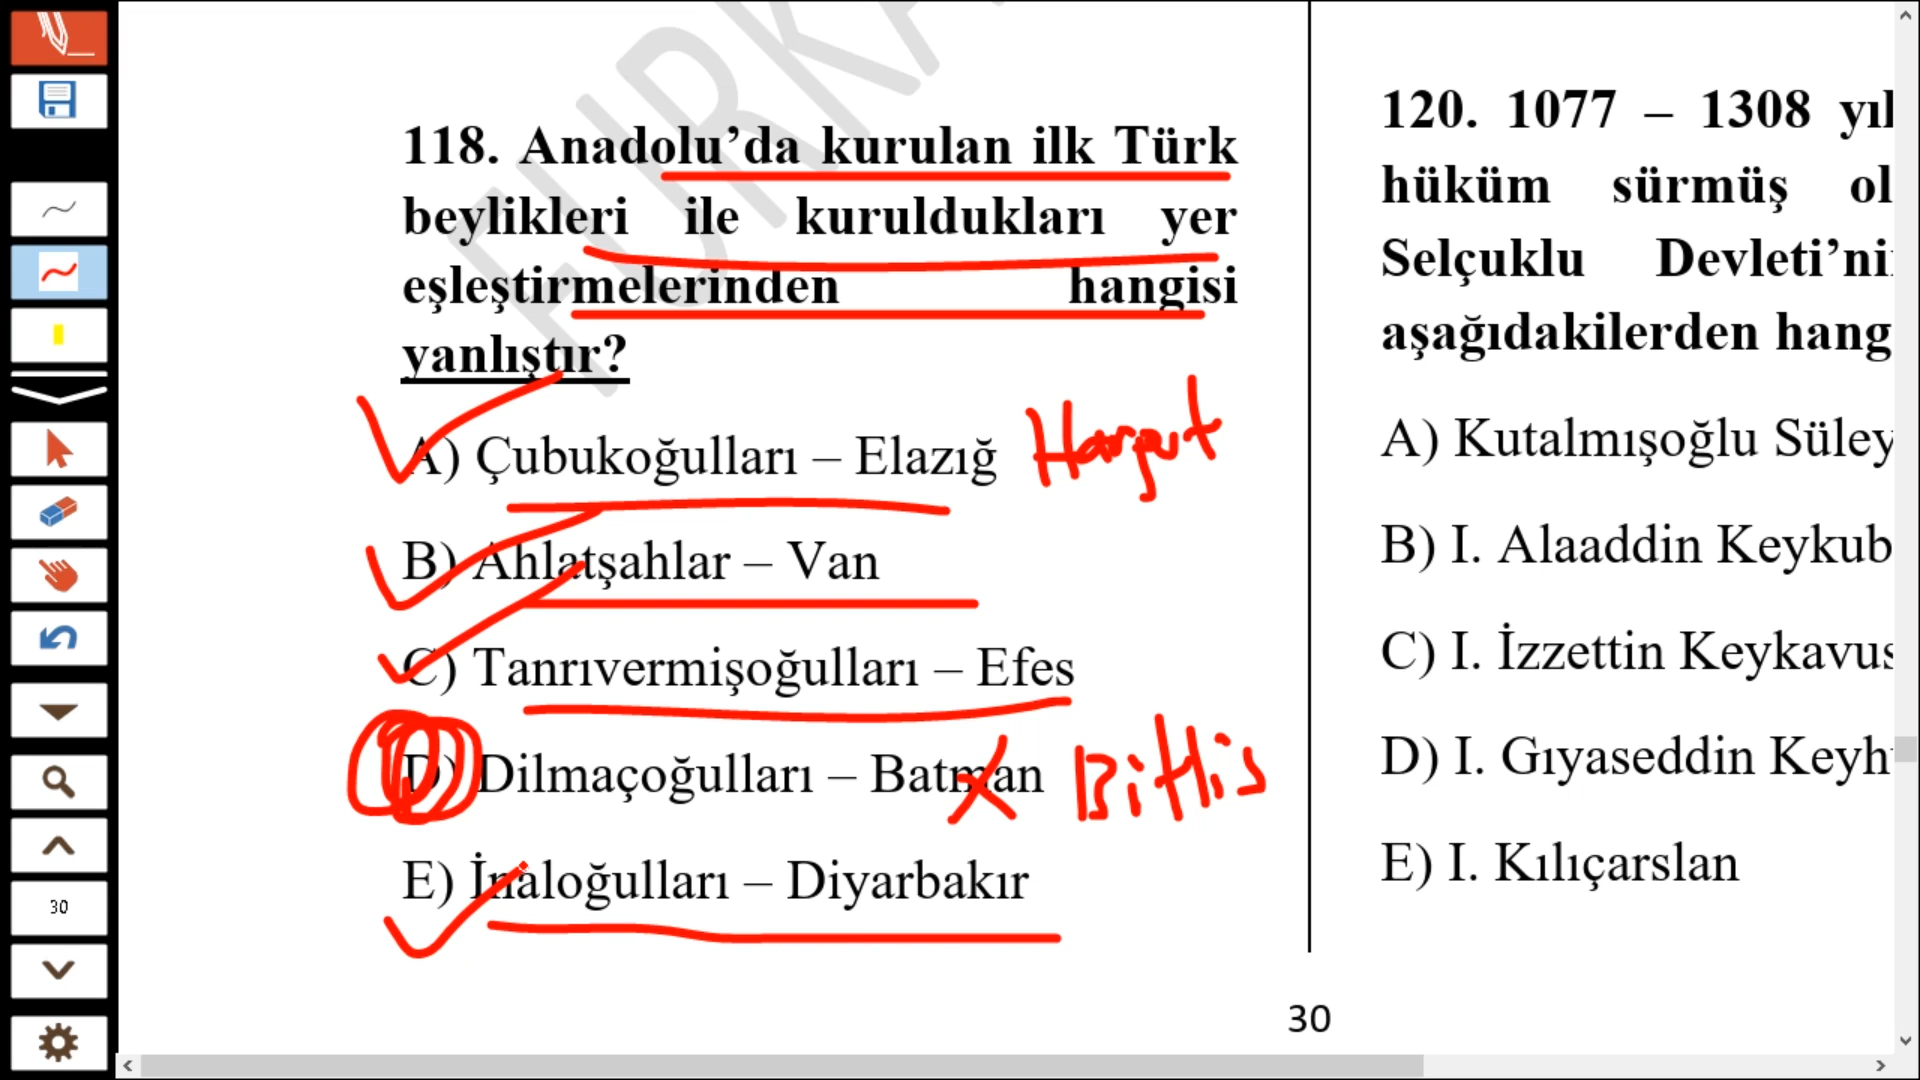 FURKA
118. Anadolu’da kurulan ilk Türk
beylikleri ile kuruldukları yer
eşleştirmelerinden hangisi
yanlıştır?
A) Çubukoğulları – Elazığ Harput
B) Ahlatşahlar – Van
C) Tanrıvermişoğulları – Efes
D) Dilmaçoğulları – Batman X Bitlis
E) İnaloğulları – Diyarbakır
120. 1077 – 1308 yıl
hüküm sürmüş ol
Selçuklu Devleti’ni
aşağıdakilerden hang
A) Kutalmışoğlu Süley
B) I. Alaaddin Keykub
C) I. İzzettin Keykavus
D) I. Gıyaseddin Keyh
E) I. Kılıçarslan
30
30